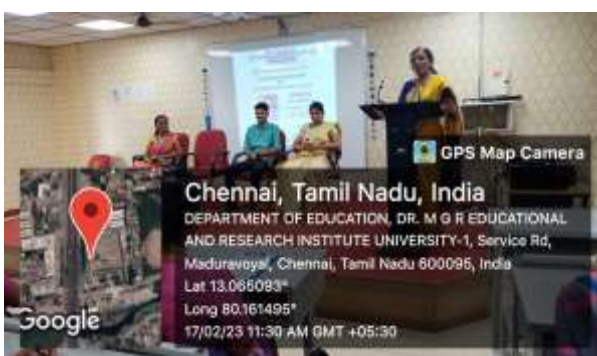 GPS Map Camera
Chennai, Tamil Nadu, India
DEPARTMENT OF EDUCATION, DR. M G R EDUCATIONAL
AND RESEARCH INSTITUTE UNIVERSITY-1, Service Rd,
Maduravoyal, Chennai, Tamil Nadu 600095, India
Lat 13.065093°
Long 80.161495°
17/02/23 11:30 AM GMT +05:30
Google